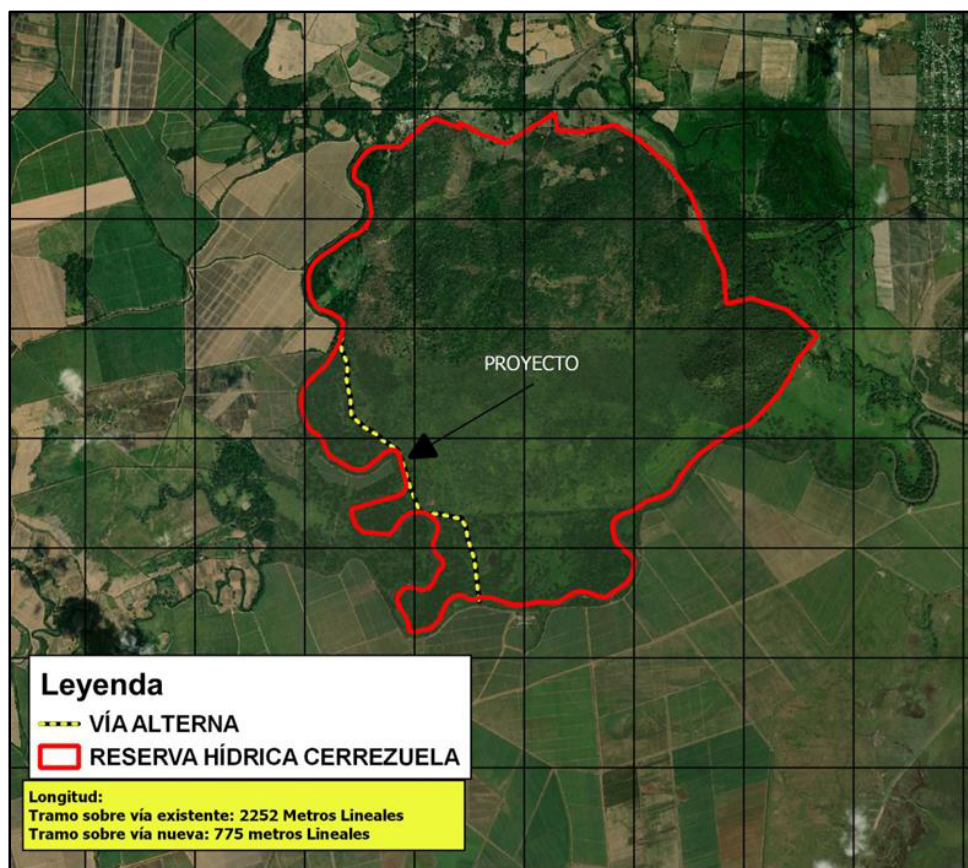 PROYECTO
Leyenda
VÍA ALTERNA
RESERVA HÍDRICA CERREZUELA
Longitud:
Tramo sobre vía existente: 2252 Metros Lineales
Tramo sobre vía nueva: 775 metros Lineales